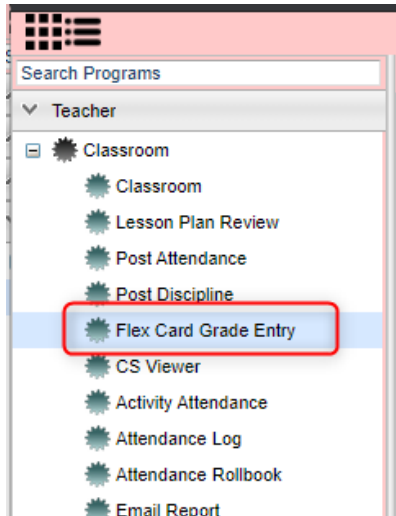 Search Programs
Teacher
Classroom
Classroom
Lesson Plan Review
Post Attendance
Post Discipline
Flex Card Grade Entry
CS Viewer
Activity Attendance
Attendance Log
Attendance Rollbook
Email Report